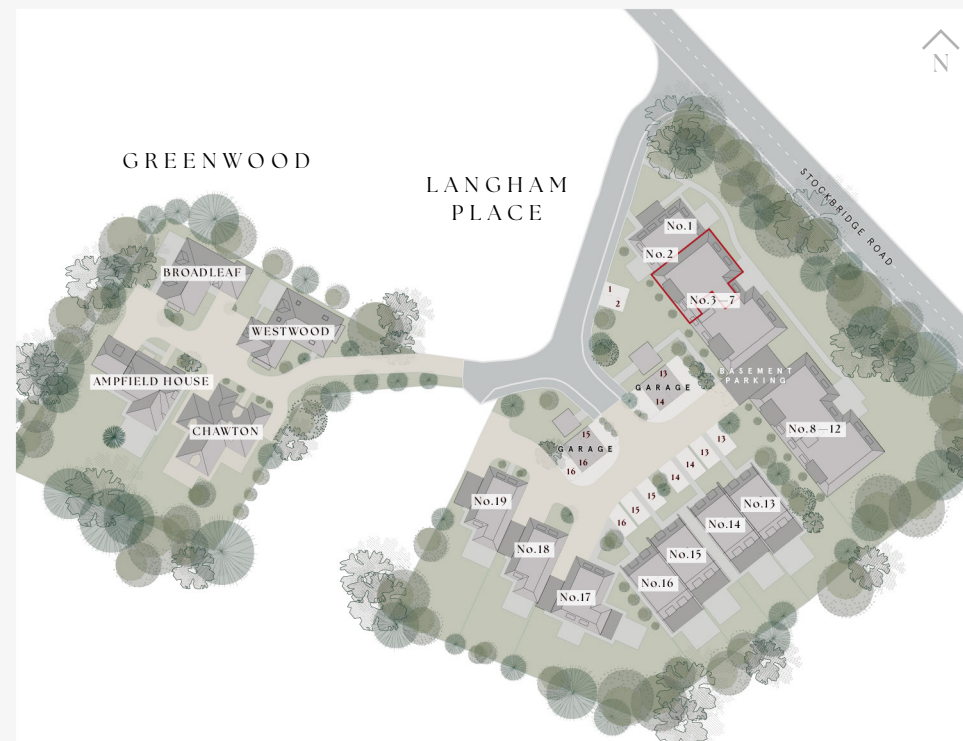 N
GREENWOOD
LANGHAM
PLACE
STOCKBRIDGE ROAD
No.1
No.2
No.3—7
1
2
BROADLEAF
WESTWOOD
AMPFIELD HOUSE
CHAWTON
BASEMENT
PARKING
13
GARAGE
14
No.8—12
15
GARAGE
16
16
13
13
14
14
15
15
16
No.19
No.18
No.17
No.13
No.14
No.15
No.16